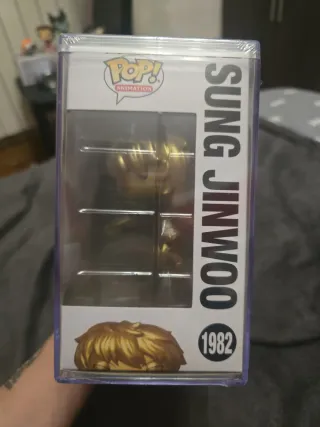 POP!
ANIMATION
SUNG JINWOO
1982